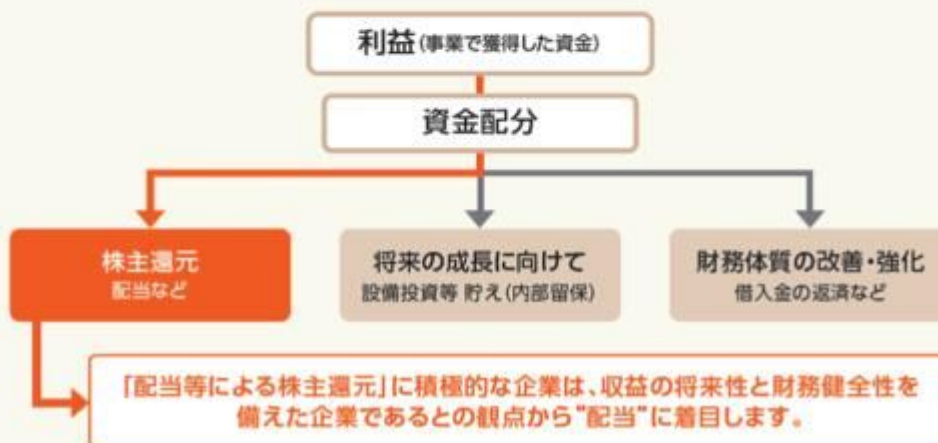 利益(事業で獲得した資金)
資金配分
株主還元
配当など
将来の成長に向けて
設備投資等 貯え(内部留保)
財務体質の改善・強化
借入金の返済など
「配当等による株主還元」に積極的な企業は、収益の将来性と財務健全性を
備えた企業であるとの観点から"配当"に着目します。